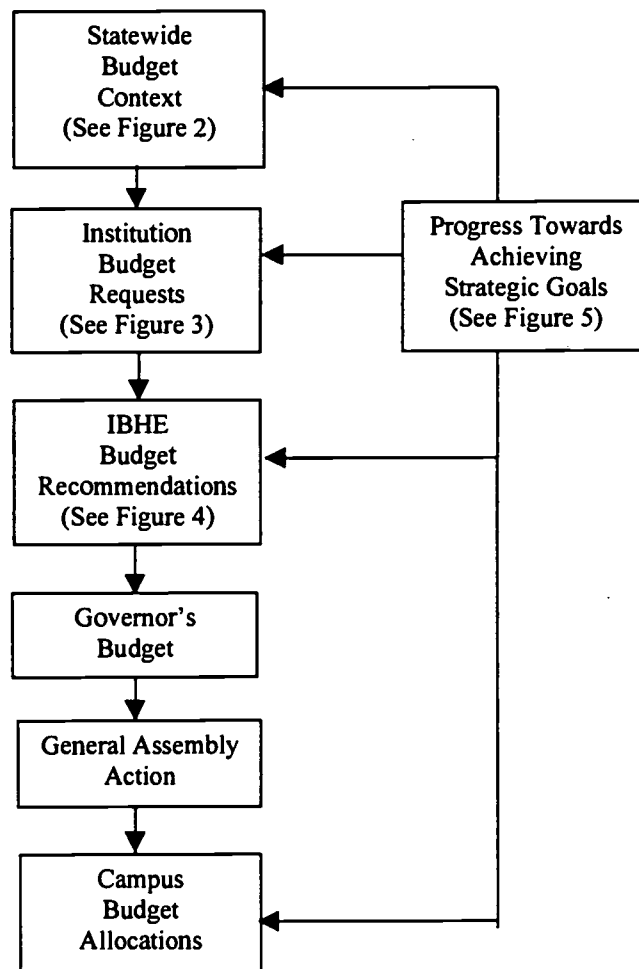 Statewide
Budget
Context
(See Figure 2)
Institution
Budget
Requests
(See Figure 3)
Progress Towards
Achieving
Strategic Goals
(See Figure 5)
IBHE
Budget
Recommendations
(See Figure 4)
Governor's
Budget
General Assembly
Action
Campus
Budget
Allocations